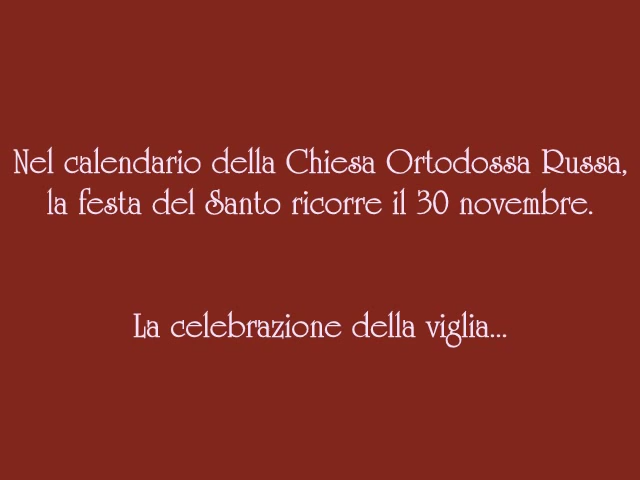 Nel calendario della Chiesa Ortodossa Russa,
la festa del Santo ricorre il 30 novembre.
La celebrazione della viglia...